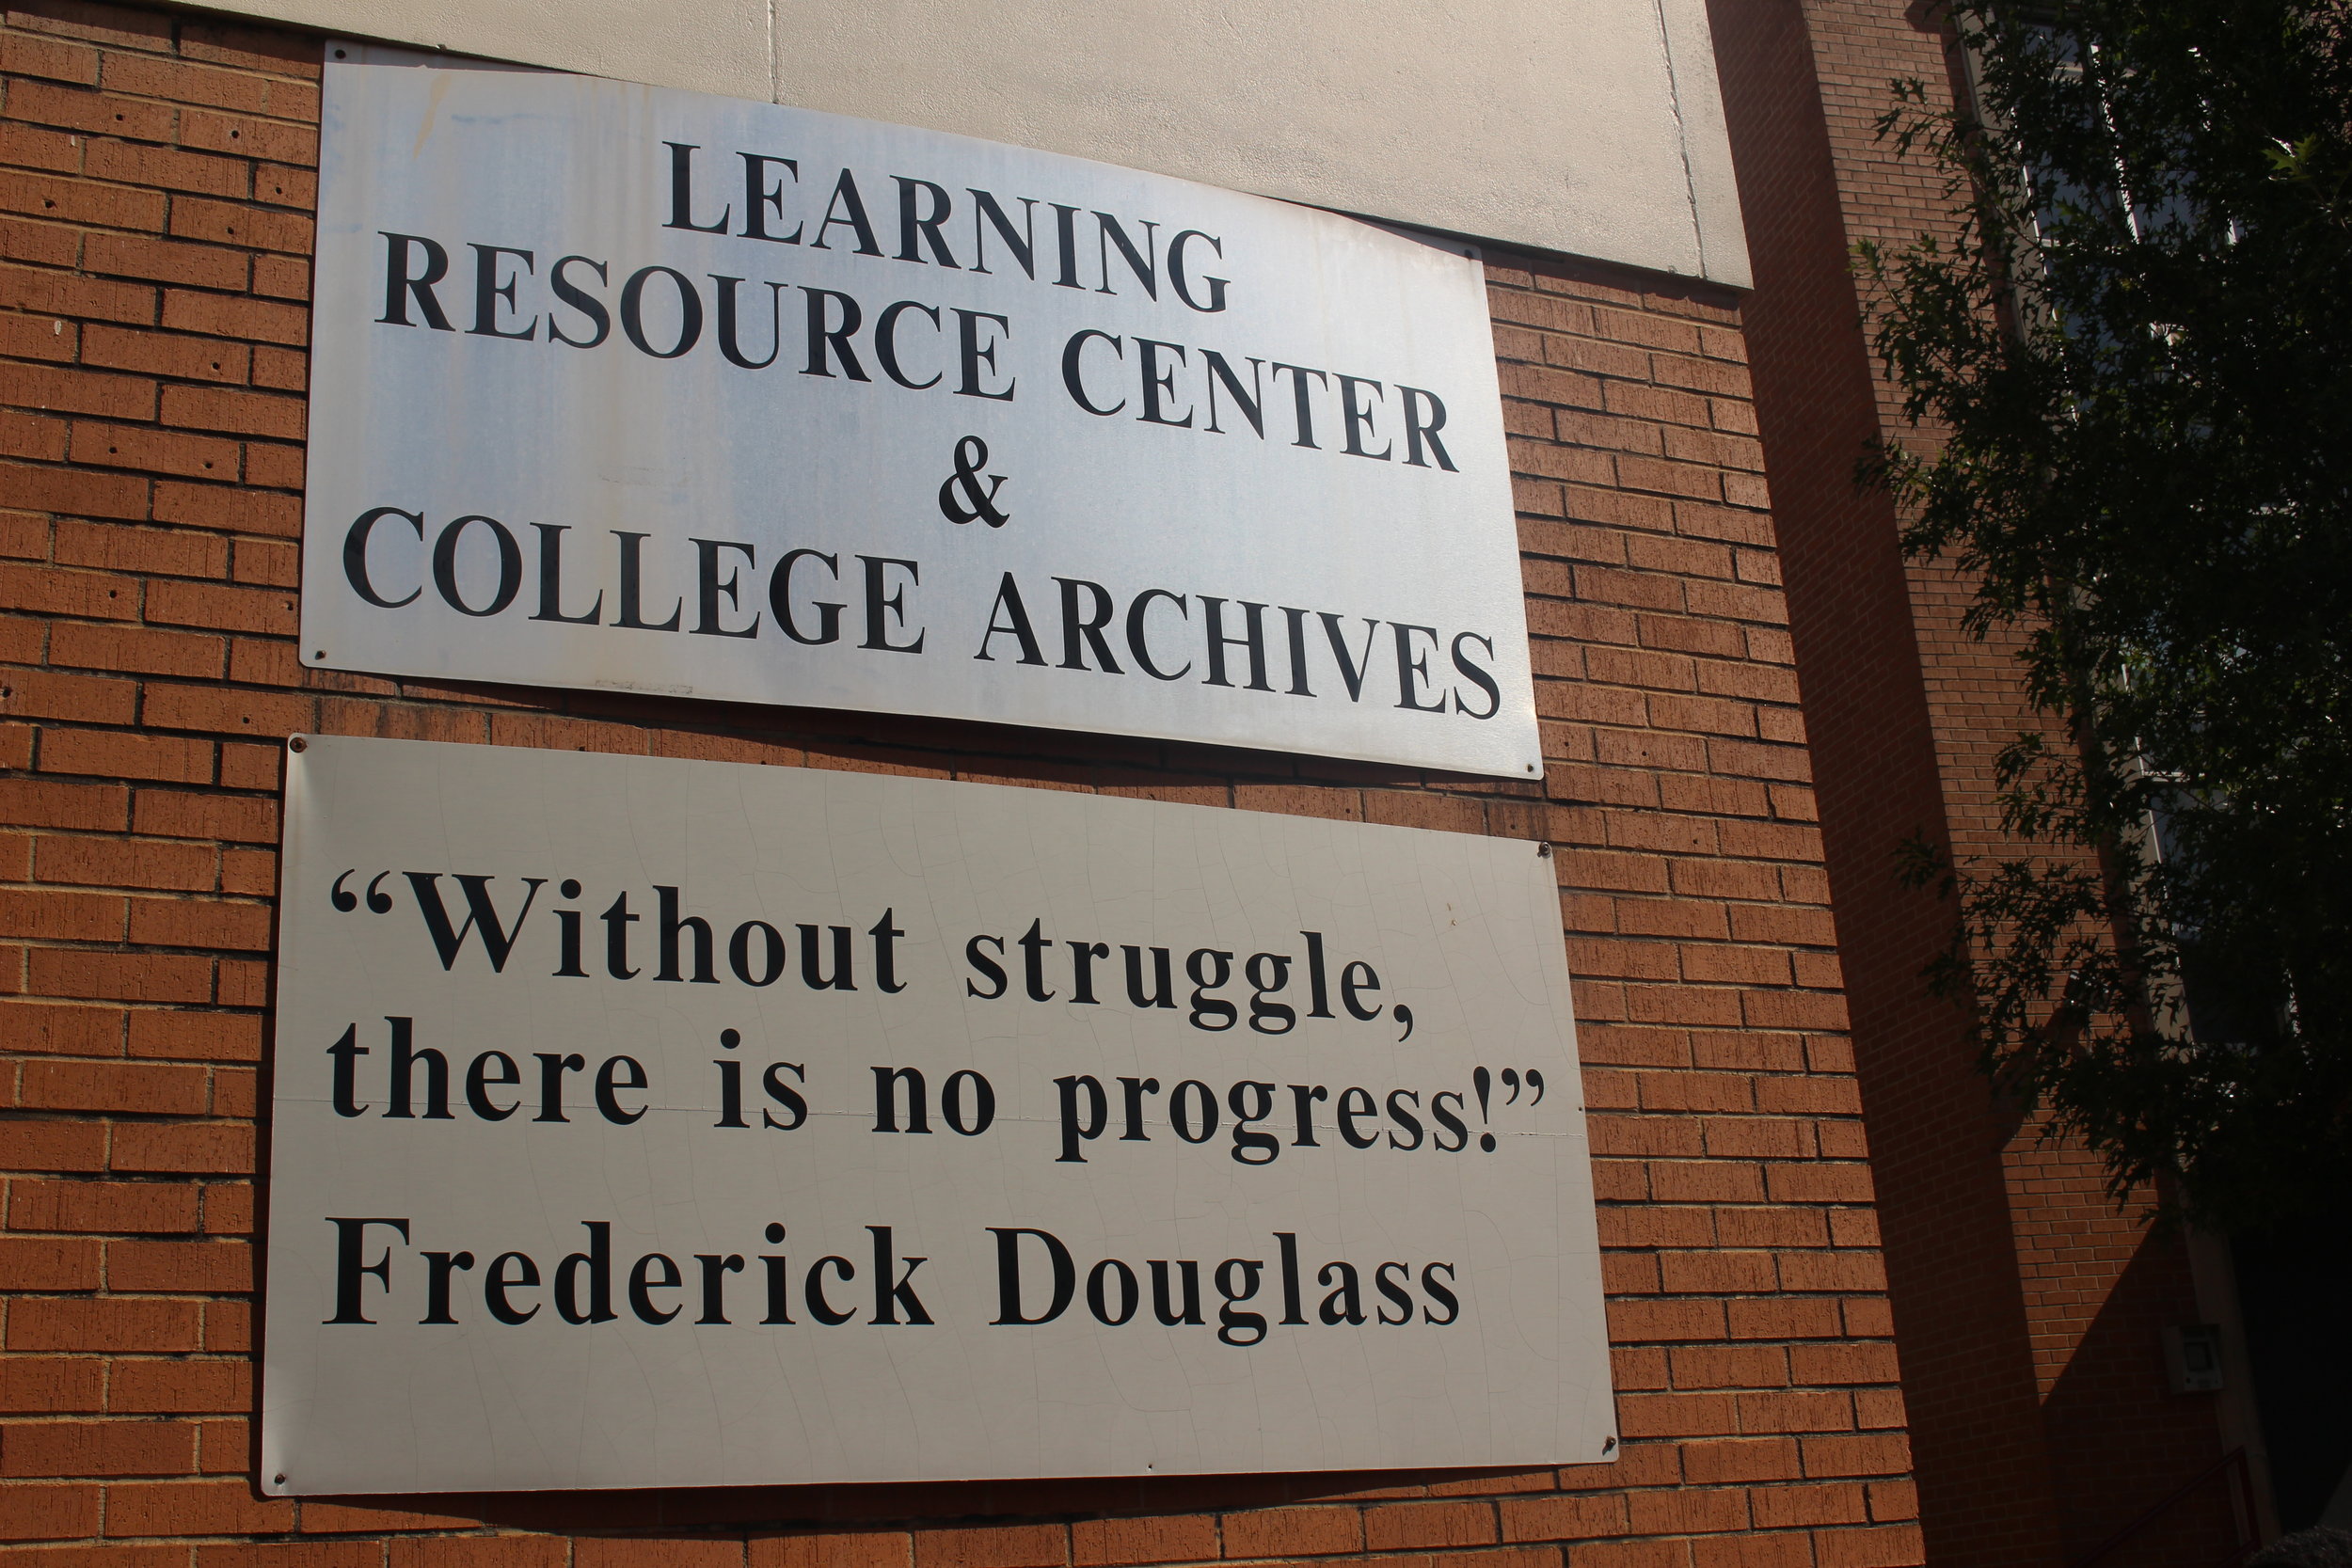 LEARNING
RESOURCE CENTER
&
COLLEGE ARCHIVES
“Without struggle,
there is no progress!”
Frederick Douglass